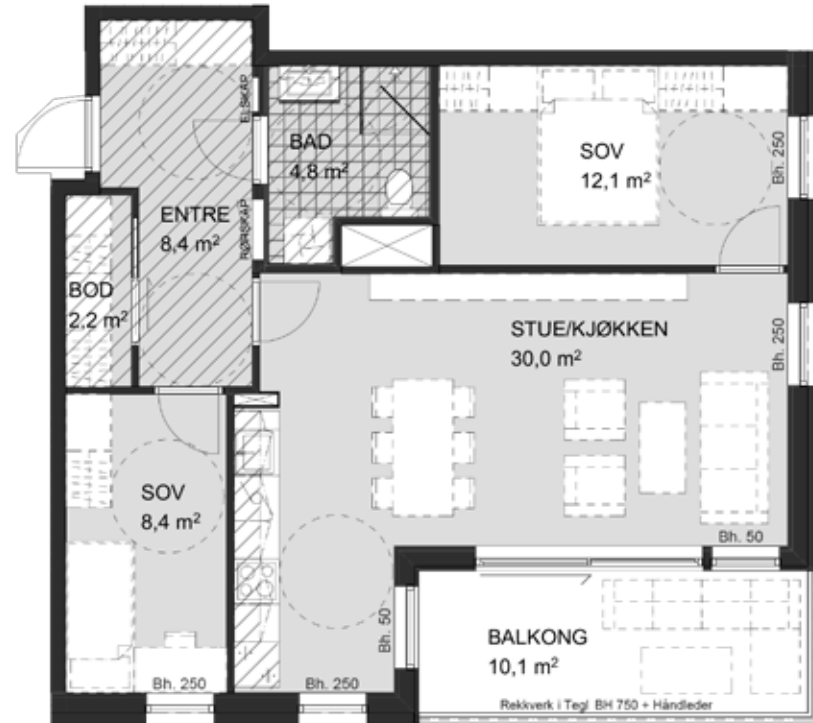 ELSKAP
BAD
4,8 m²
SOV
12,1 m²
Bh. 250
ENTRE
8,4 m²
RØRSKAP
BOD
2,2 m²
STUE/KJØKKEN
30,0 m²
Bh. 250
SOV
8,4 m²
Bh. 50
Bh. 50
BALKONG
10,1 m²
Bh. 250
Bh. 250
Rekkverk i Tegl BH 750 + Håndleder